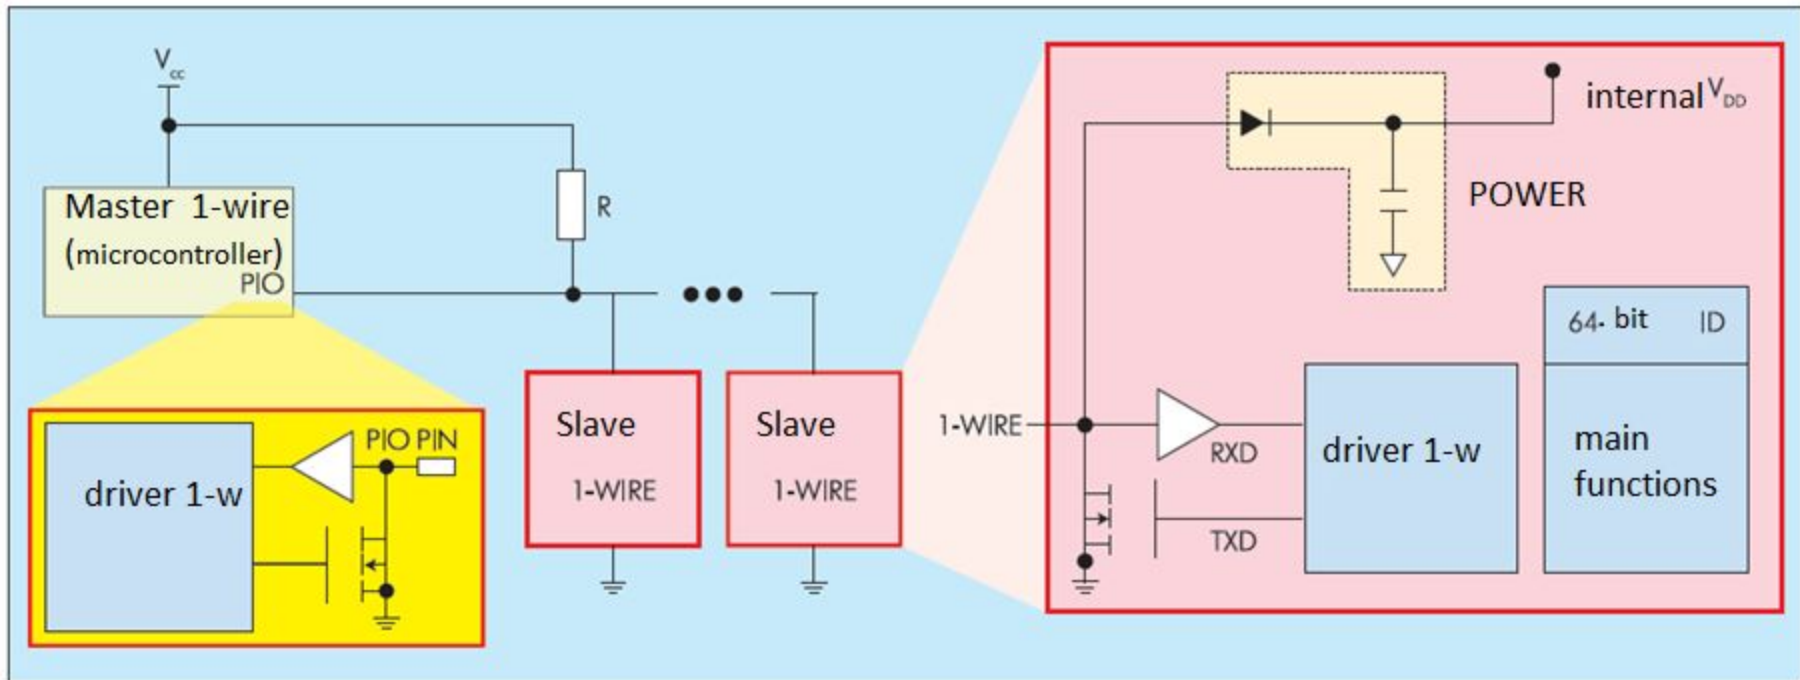 Vcc
Master 1-wire
(microcontroller)
PIO
R
Slave
1-WIRE
Slave
1-WIRE
PIO PIN
driver 1-w
internal VDD
POWER
64. bit ID
1-WIRE
RXD
TXD
driver 1-w
main
functions